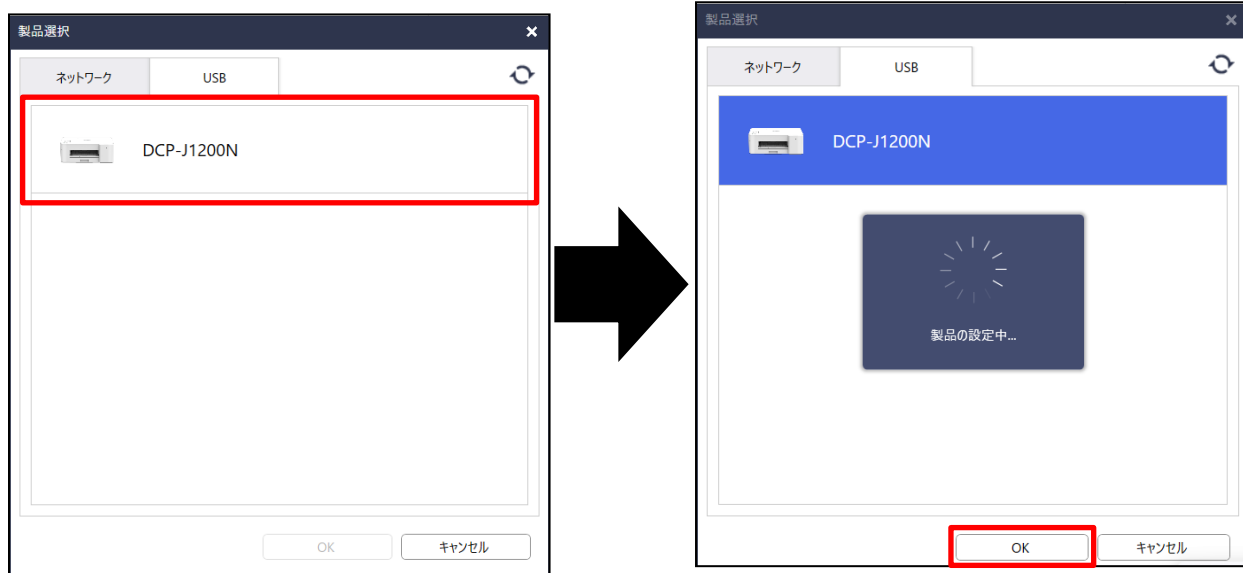 製品選択
ネットワーク USB
DCP-J1200N
OK キャンセル
製品選択
ネットワーク USB
DCP-J1200N
製品の設定中...
OK キャンセル